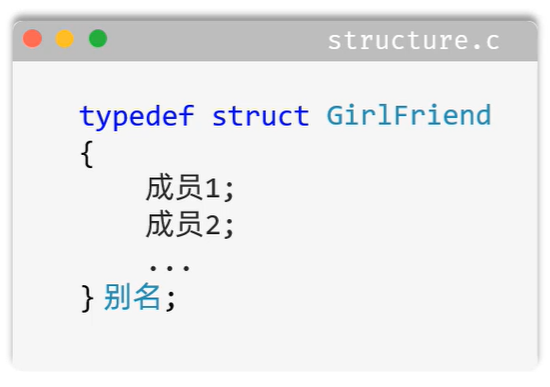 structure.c
typedef struct GirlFriend
{
成员1;
成员2;
...
} 别名;